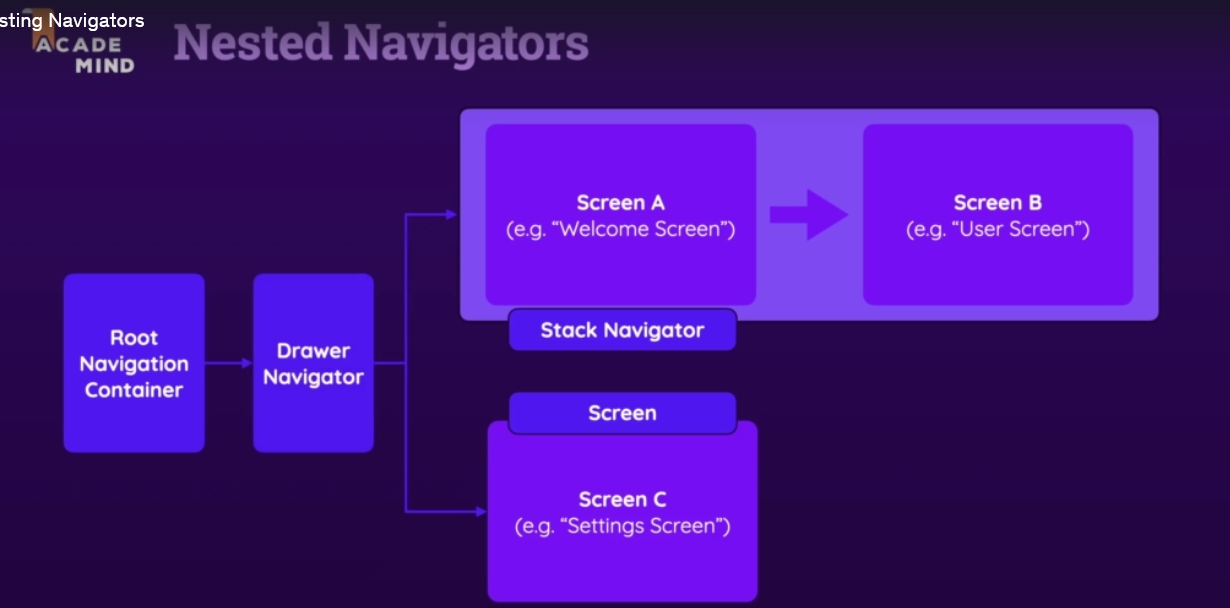 sting Navigators
ACADE
MIND
Nested Navigators
Screen A
(e.g. “Welcome Screen”)
Screen B
(e.g. “User Screen”)
Stack Navigator
Root
Navigation
Container
Drawer
Navigator
Screen
Screen C
(e.g. “Settings Screen”)